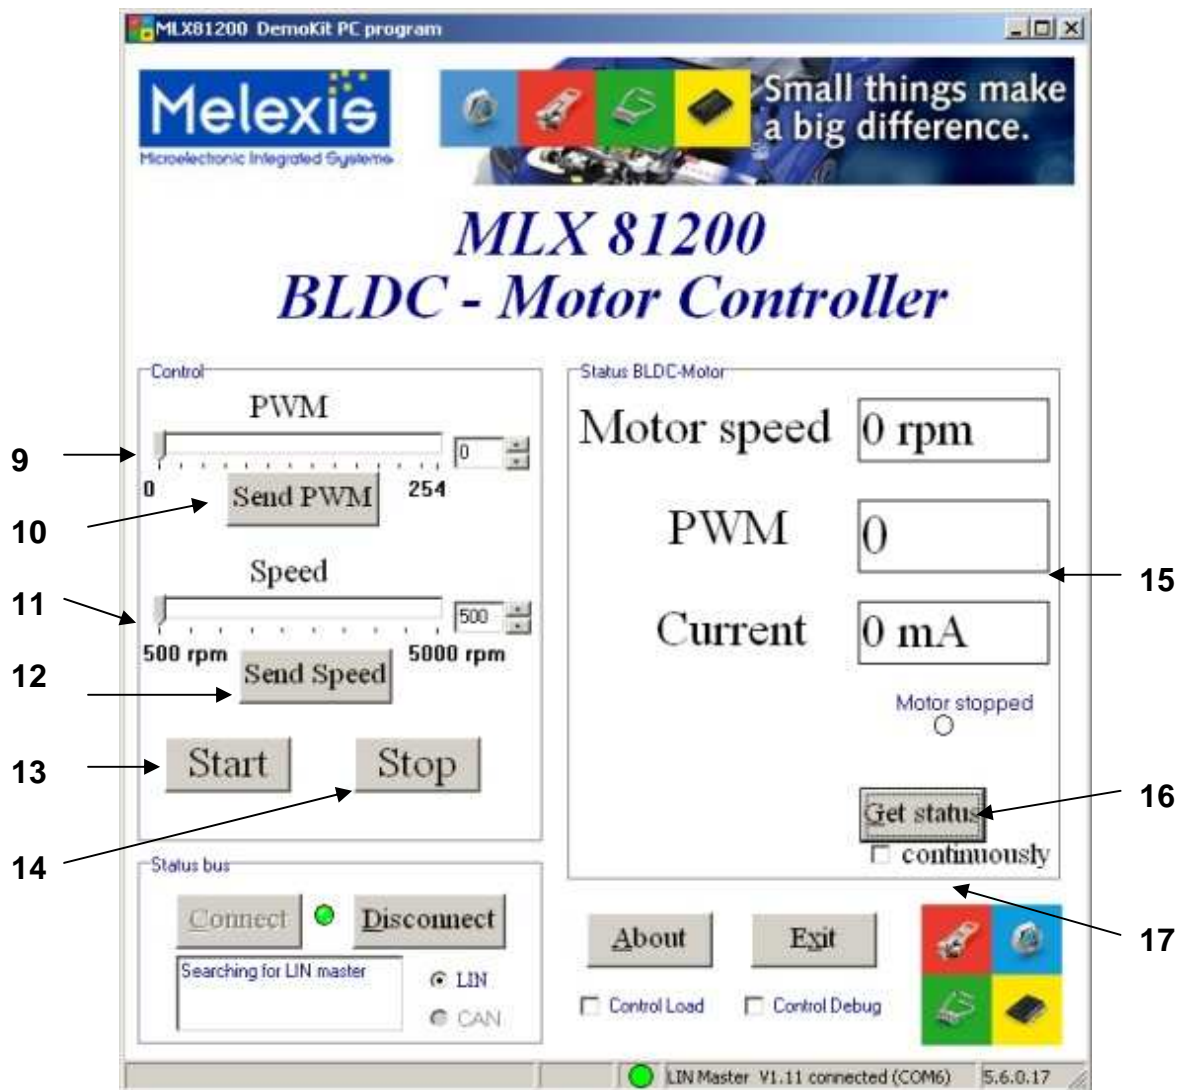 MLX81200 DemoKit PC program
Melexis
Microelectronic Integrated Systems
Small things make
a big difference.
MLX 81200
BLDC - Motor Controller
Control
PWM
9
0
0
254
Send PWM
10
Speed
11
500
500 rpm
5000 rpm
Send Speed
12
Start
Stop
13
14
Status BLDC-Motor
Motor speed
0 rpm
PWM
0
15
Current
0 mA
Motor stopped
Get status
16
continuously
17
Status bus
Connect
Disconnect
Searching for LIN master
LIN
CAN
About
Exit
Control Load
Control Debug
LIN Master V1.11 connected (COM6)
5.6.0.17